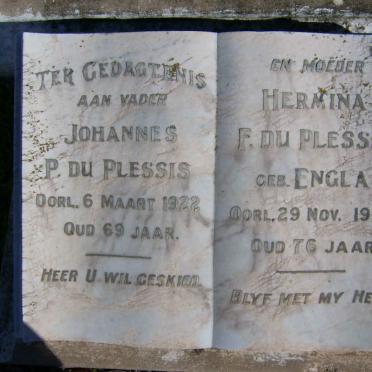 TER GEDAGTENIS
AAN VADER
JOHANNES
P. DU PLESSIS
OORL. 6 MAART 1922
OUD 69 JAAR.
HEER U WIL GESKIED.
EN MOEDER
HERMINA
F. DU PLESS
GEB. ENGLA
OORL. 29 NOV. 19
OUD 76 JAAR
BLYF MET MY HE